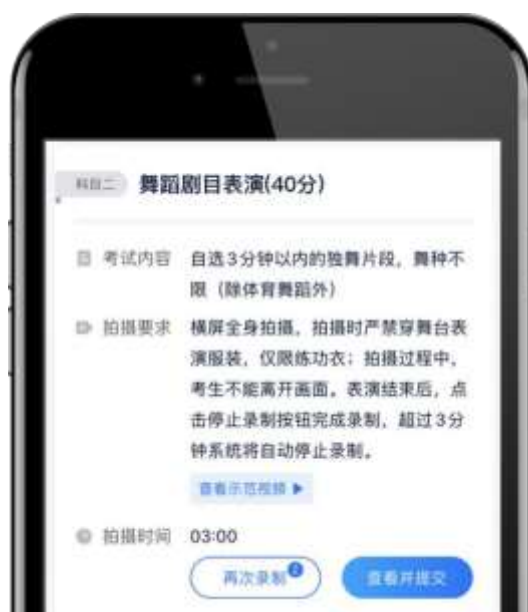 科目二 舞蹈剧目表演(40分)
考试内容 自选3分钟以内的独舞片段，舞种不
限（除体育舞蹈外）
拍摄要求 横屏全身拍摄，拍摄时严禁穿舞台表
演服装，仅限练功衣；拍摄过程中，
考生不能离开画面。表演结束后，点
击停止录制按钮完成录制，超过3分
钟系统将自动停止录制。
查看示范视频
拍摄时间 03:00
再次录制 2 查看并提交